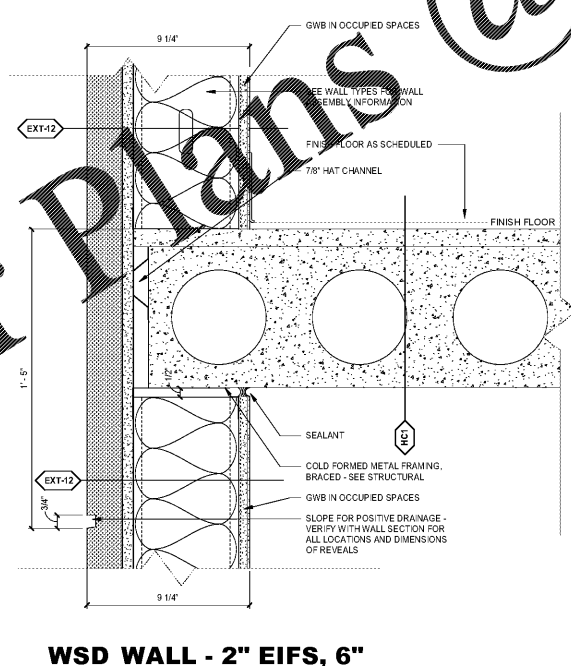 9 1/4"
GWB IN OCCUPIED SPACES
SEE WALL TYPES FOR WALL
ASSEMBLY INFORMATION
EXT-12
FINISH FLOOR AS SCHEDULED
7/8" HAT CHANNEL
Plans @
FINISH FLOOR
1'- 5"
1/2"
SEALANT
HC1
COLD FORMED METAL FRAMING,
BRACED - SEE STRUCTURAL
EXT-12
GWB IN OCCUPIED SPACES
3/4"
SLOPE FOR POSITIVE DRAINAGE -
VERIFY WITH WALL SECTION FOR
ALL LOCATIONS AND DIMENSIONS
OF REVEALS
9 1/4"
WSD WALL - 2" EIFS, 6"